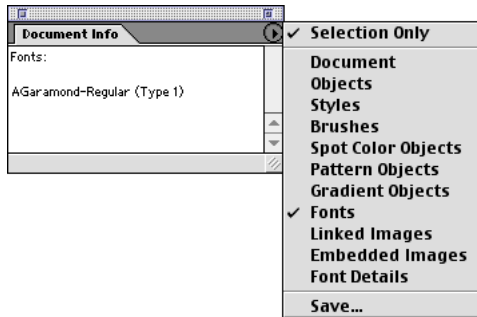 Document Info
Fonts:
AGaramond-Regular (Type 1)
Selection Only
Document
Objects
Styles
Brushes
Spot Color Objects
Pattern Objects
Gradient Objects
Fonts
Linked Images
Embedded Images
Font Details
Save...